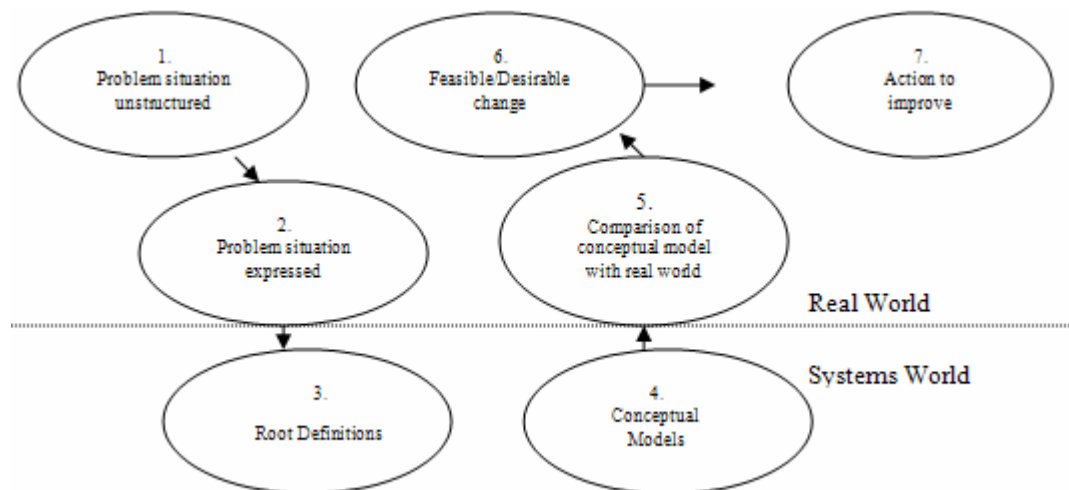 1.
Problem situation
unstructured
6.
Feasible/Desirable
change
7.
Action to
improve
2.
Problem situation
expressed
5.
Comparison of
conceptual model
with real world
Real World
Systems World
3.
Root Definitions
4.
Conceptual
Models